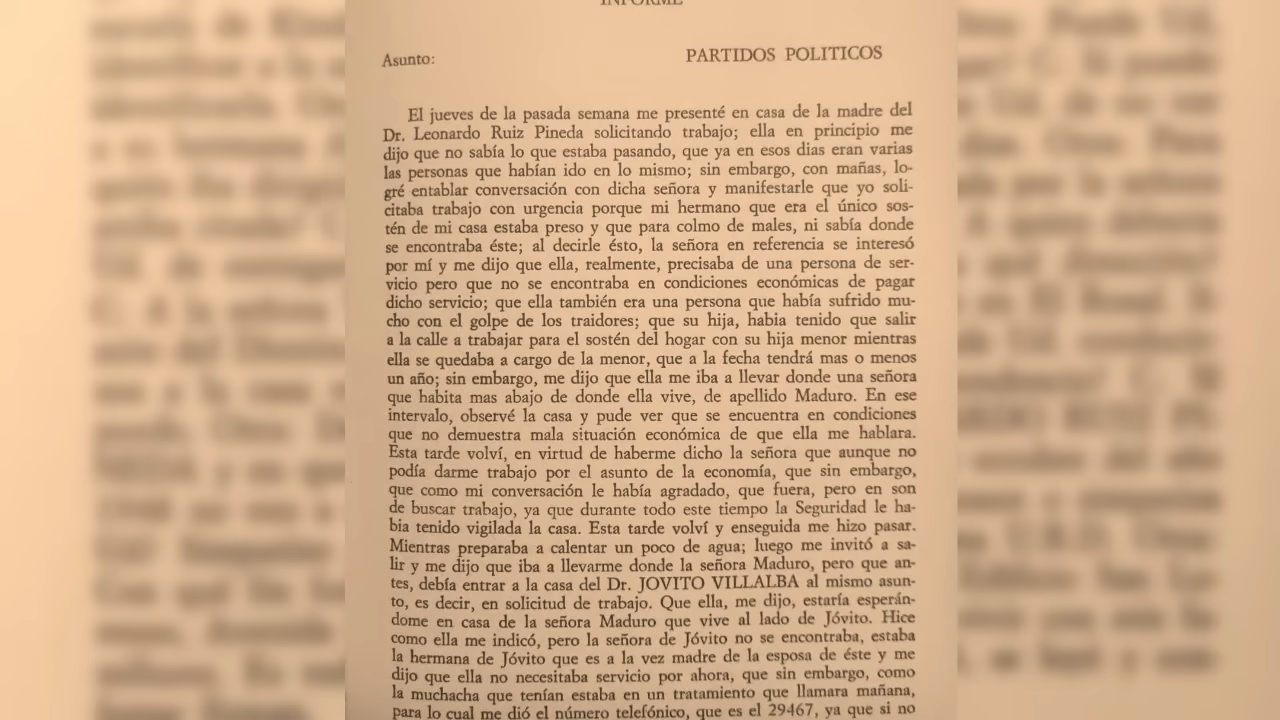 INFORME
Asunto: PARTIDOS POLITICOS
El jueves de la pasada semana me presenté en casa de la madre del
Dr. Leonardo Ruiz Pineda solicitando trabajo; ella en principio me
dijo que no sabía lo que estaba pasando, que ya en esos dias eran varias
las personas que habían ido en lo mismo; sin embargo, con mañas, lo-
gré entablar conversación con dicha señora y manifestarle que yo soli-
citaba trabajo con urgencia porque mi hermano que era el único sos-
tén de mi casa estaba preso y que para colmo de males, ni sabía donde
se encontraba éste; al decirle ésto, la señora en referencia se interesó
por mí y me dijo que ella, realmente, precisaba de una persona de ser-
vicio pero que no se encontraba en condiciones económicas de pagar
dicho servicio; que ella también era una persona que había sufrido mu-
cho con el golpe de los traidores; que su hija, habia tenido que salir
a la calle a trabajar para el sostén del hogar con su hija menor mientras
ella se quedaba a cargo de la menor, que a la fecha tendrá mas o menos
un año; sin embargo, me dijo que ella me iba a llevar donde una señora
que habita mas abajo de donde ella vive, de apellido Maduro. En ese
intervalo, observé la casa y pude ver que se encuentra en condiciones
que no demuestra mala situación económica de que ella me hablara.
Esta tarde volví, en virtud de haberme dicho la señora que aunque no
podía darme trabajo por el asunto de la economía, que sin embargo,
que como mi conversación le había agradado, que fuera, pero en son
de buscar trabajo, ya que durante todo este tiempo la Seguridad le ha-
bia tenido vigilada la casa. Esta tarde volví y enseguida me hizo pasar.
Mientras preparaba a calentar un poco de agua; luego me invitó a sa-
lir y me dijo que iba a llevarme donde la señora Maduro, pero que an-
tes, debía entrar a la casa del Dr. JOVITO VILLALBA al mismo asun-
to, es decir, en solicitud de trabajo. Que ella, me dijo, estaría esperán-
dome en casa de la señora Maduro que vive al lado de Jóvito. Hice
como ella me indicó, pero la señora de Jóvito no se encontraba, estaba
la hermana de Jóvito que es a la vez madre de la esposa de éste y me
dijo que ella no necesitaba servicio por ahora, que sin embargo, como
la muchacha que tenían estaba en un tratamiento que llamara mañana,
para lo cual me dió el número telefónico, que es el 29467, ya que si no